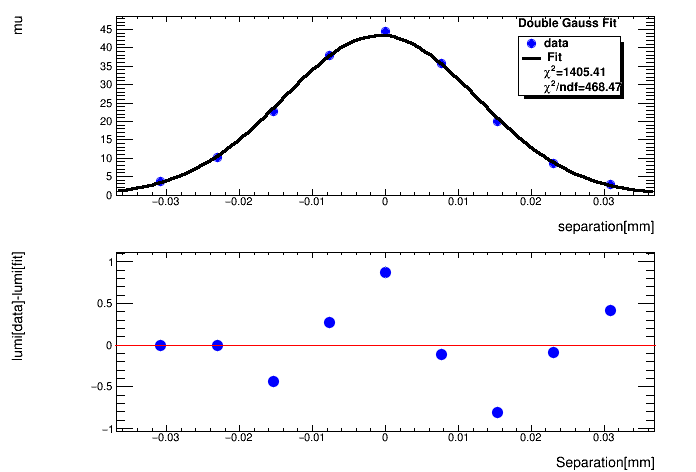 Double Gauss Fit
mu
45
40
35
30
25
20
15
10
5
0
data
Fit
χ²=1405.41
χ²/ndf=468.47
−0.03 −0.02 −0.01 0 0.01 0.02 0.03
separation[mm]
lumi[data]-lumi[fit]
1
0.5
0
−0.5
−1
−0.03 −0.02 −0.01 0 0.01 0.02 0.03
Separation[mm]